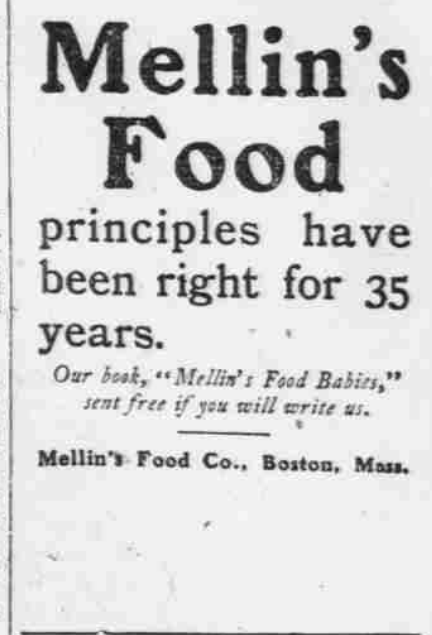 Mellin's
Food
principles have
been right for 35
years.
Our book, "Mellin's Food Babies,"
sent free if you will write us.
Mellin's Food Co., Boston, Mass.